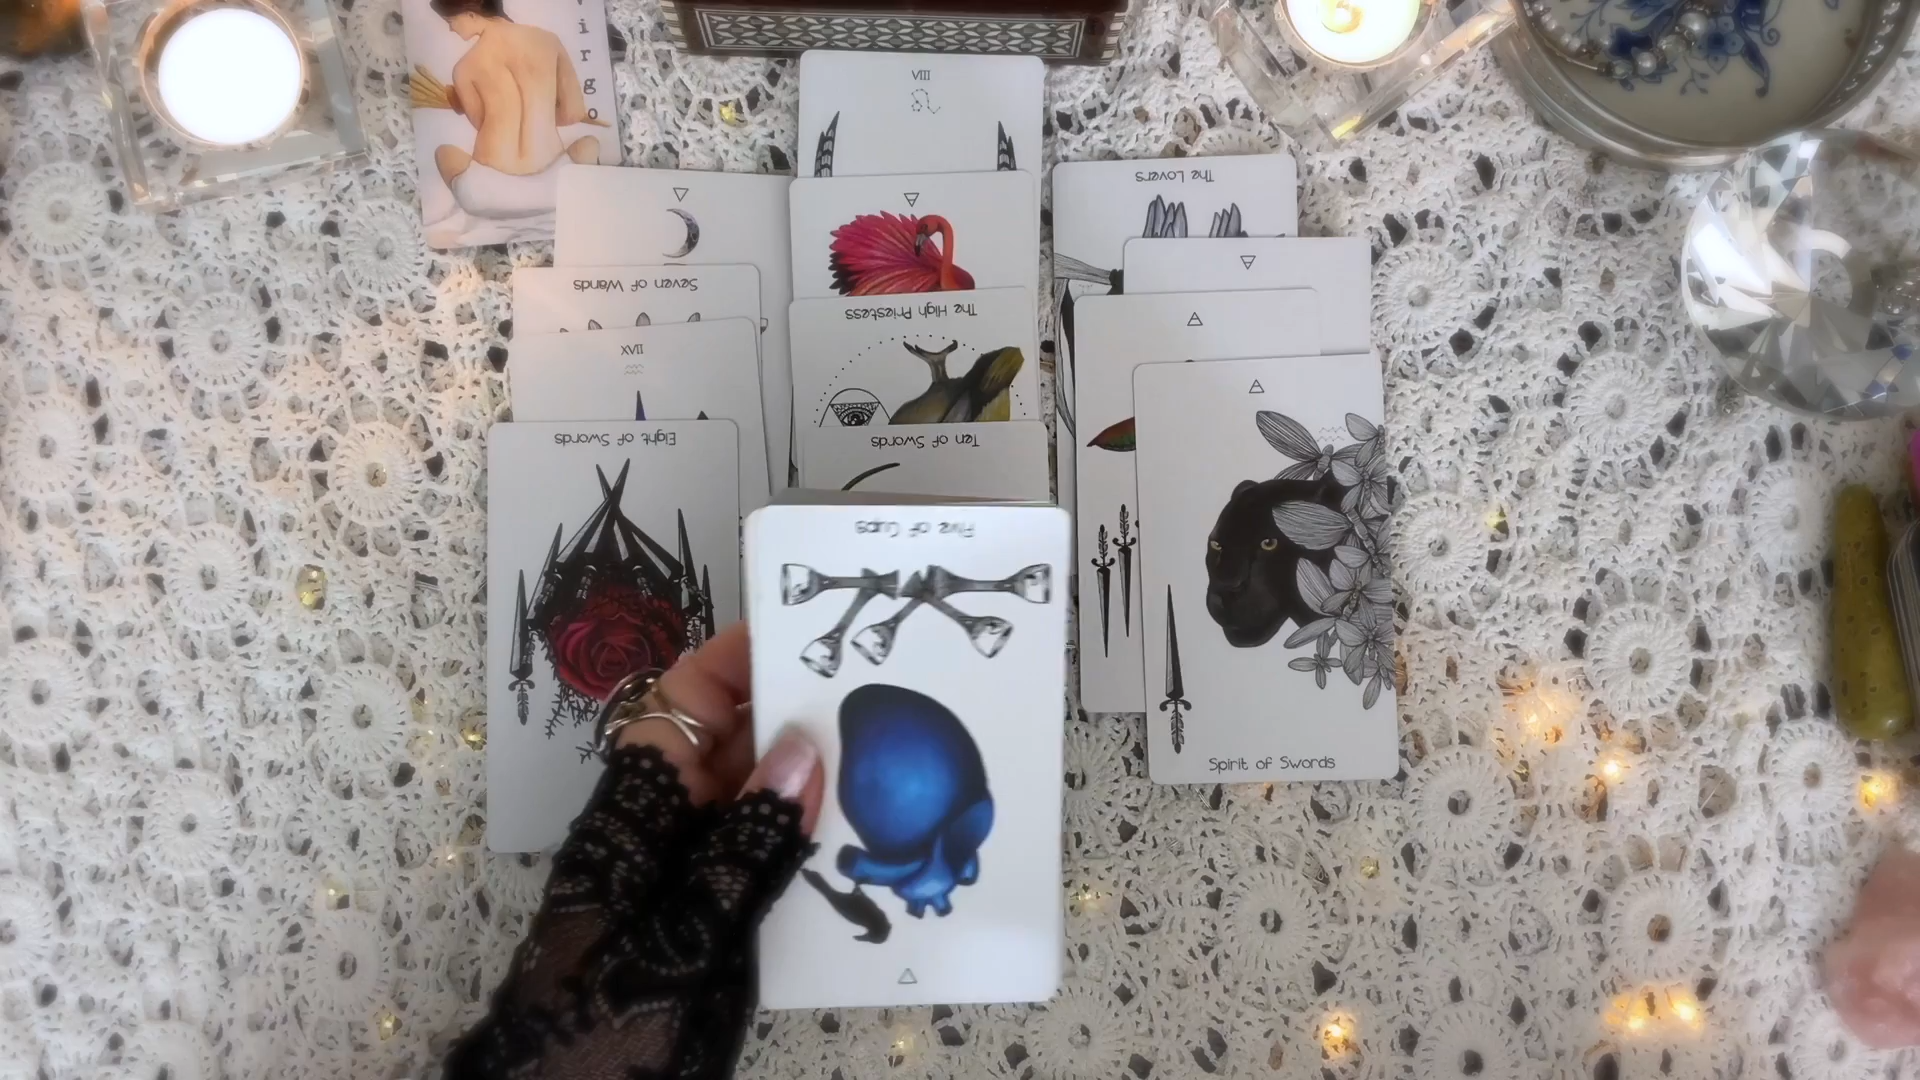 Virgo
VIII
The Lovers
Seven of Wands
The High Priestess
XVII
Eight of Swords
Ten of Swords
Five of Cups
Spirit of Swords